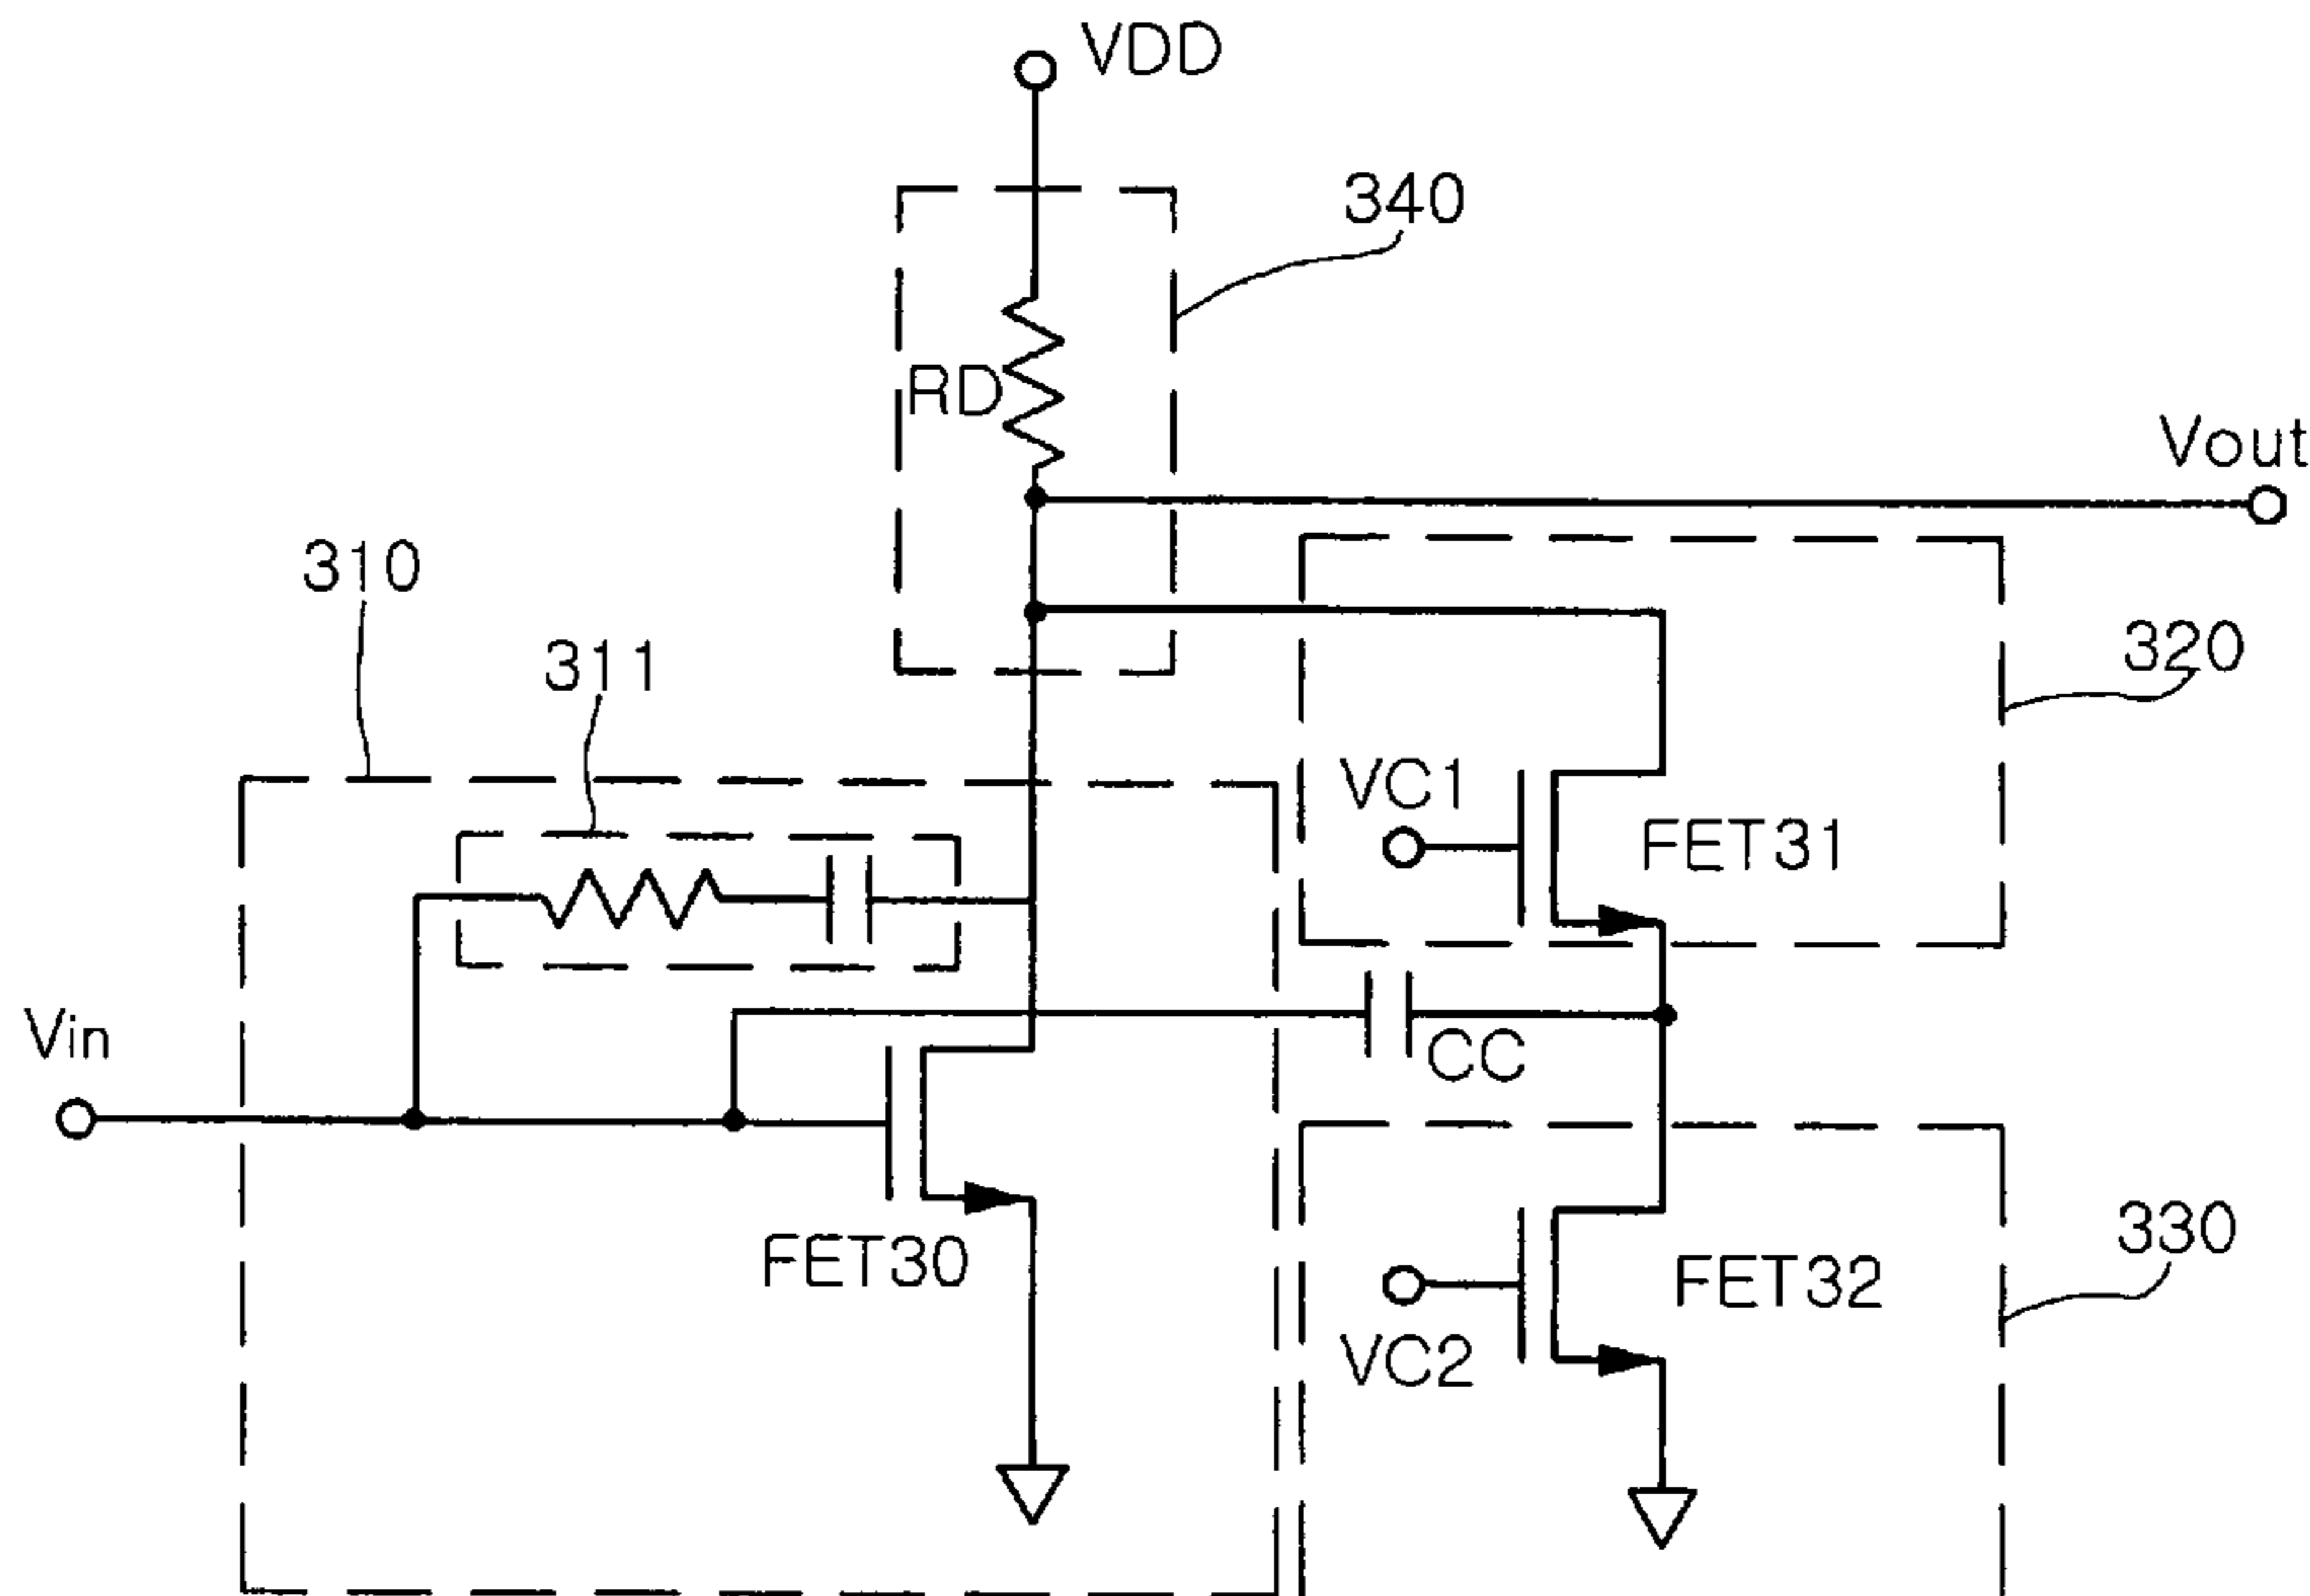 VDD
340
RD
Vout
310
311
320
VC1
FET31
Vin
CC
FET30
FET32
330
VC2